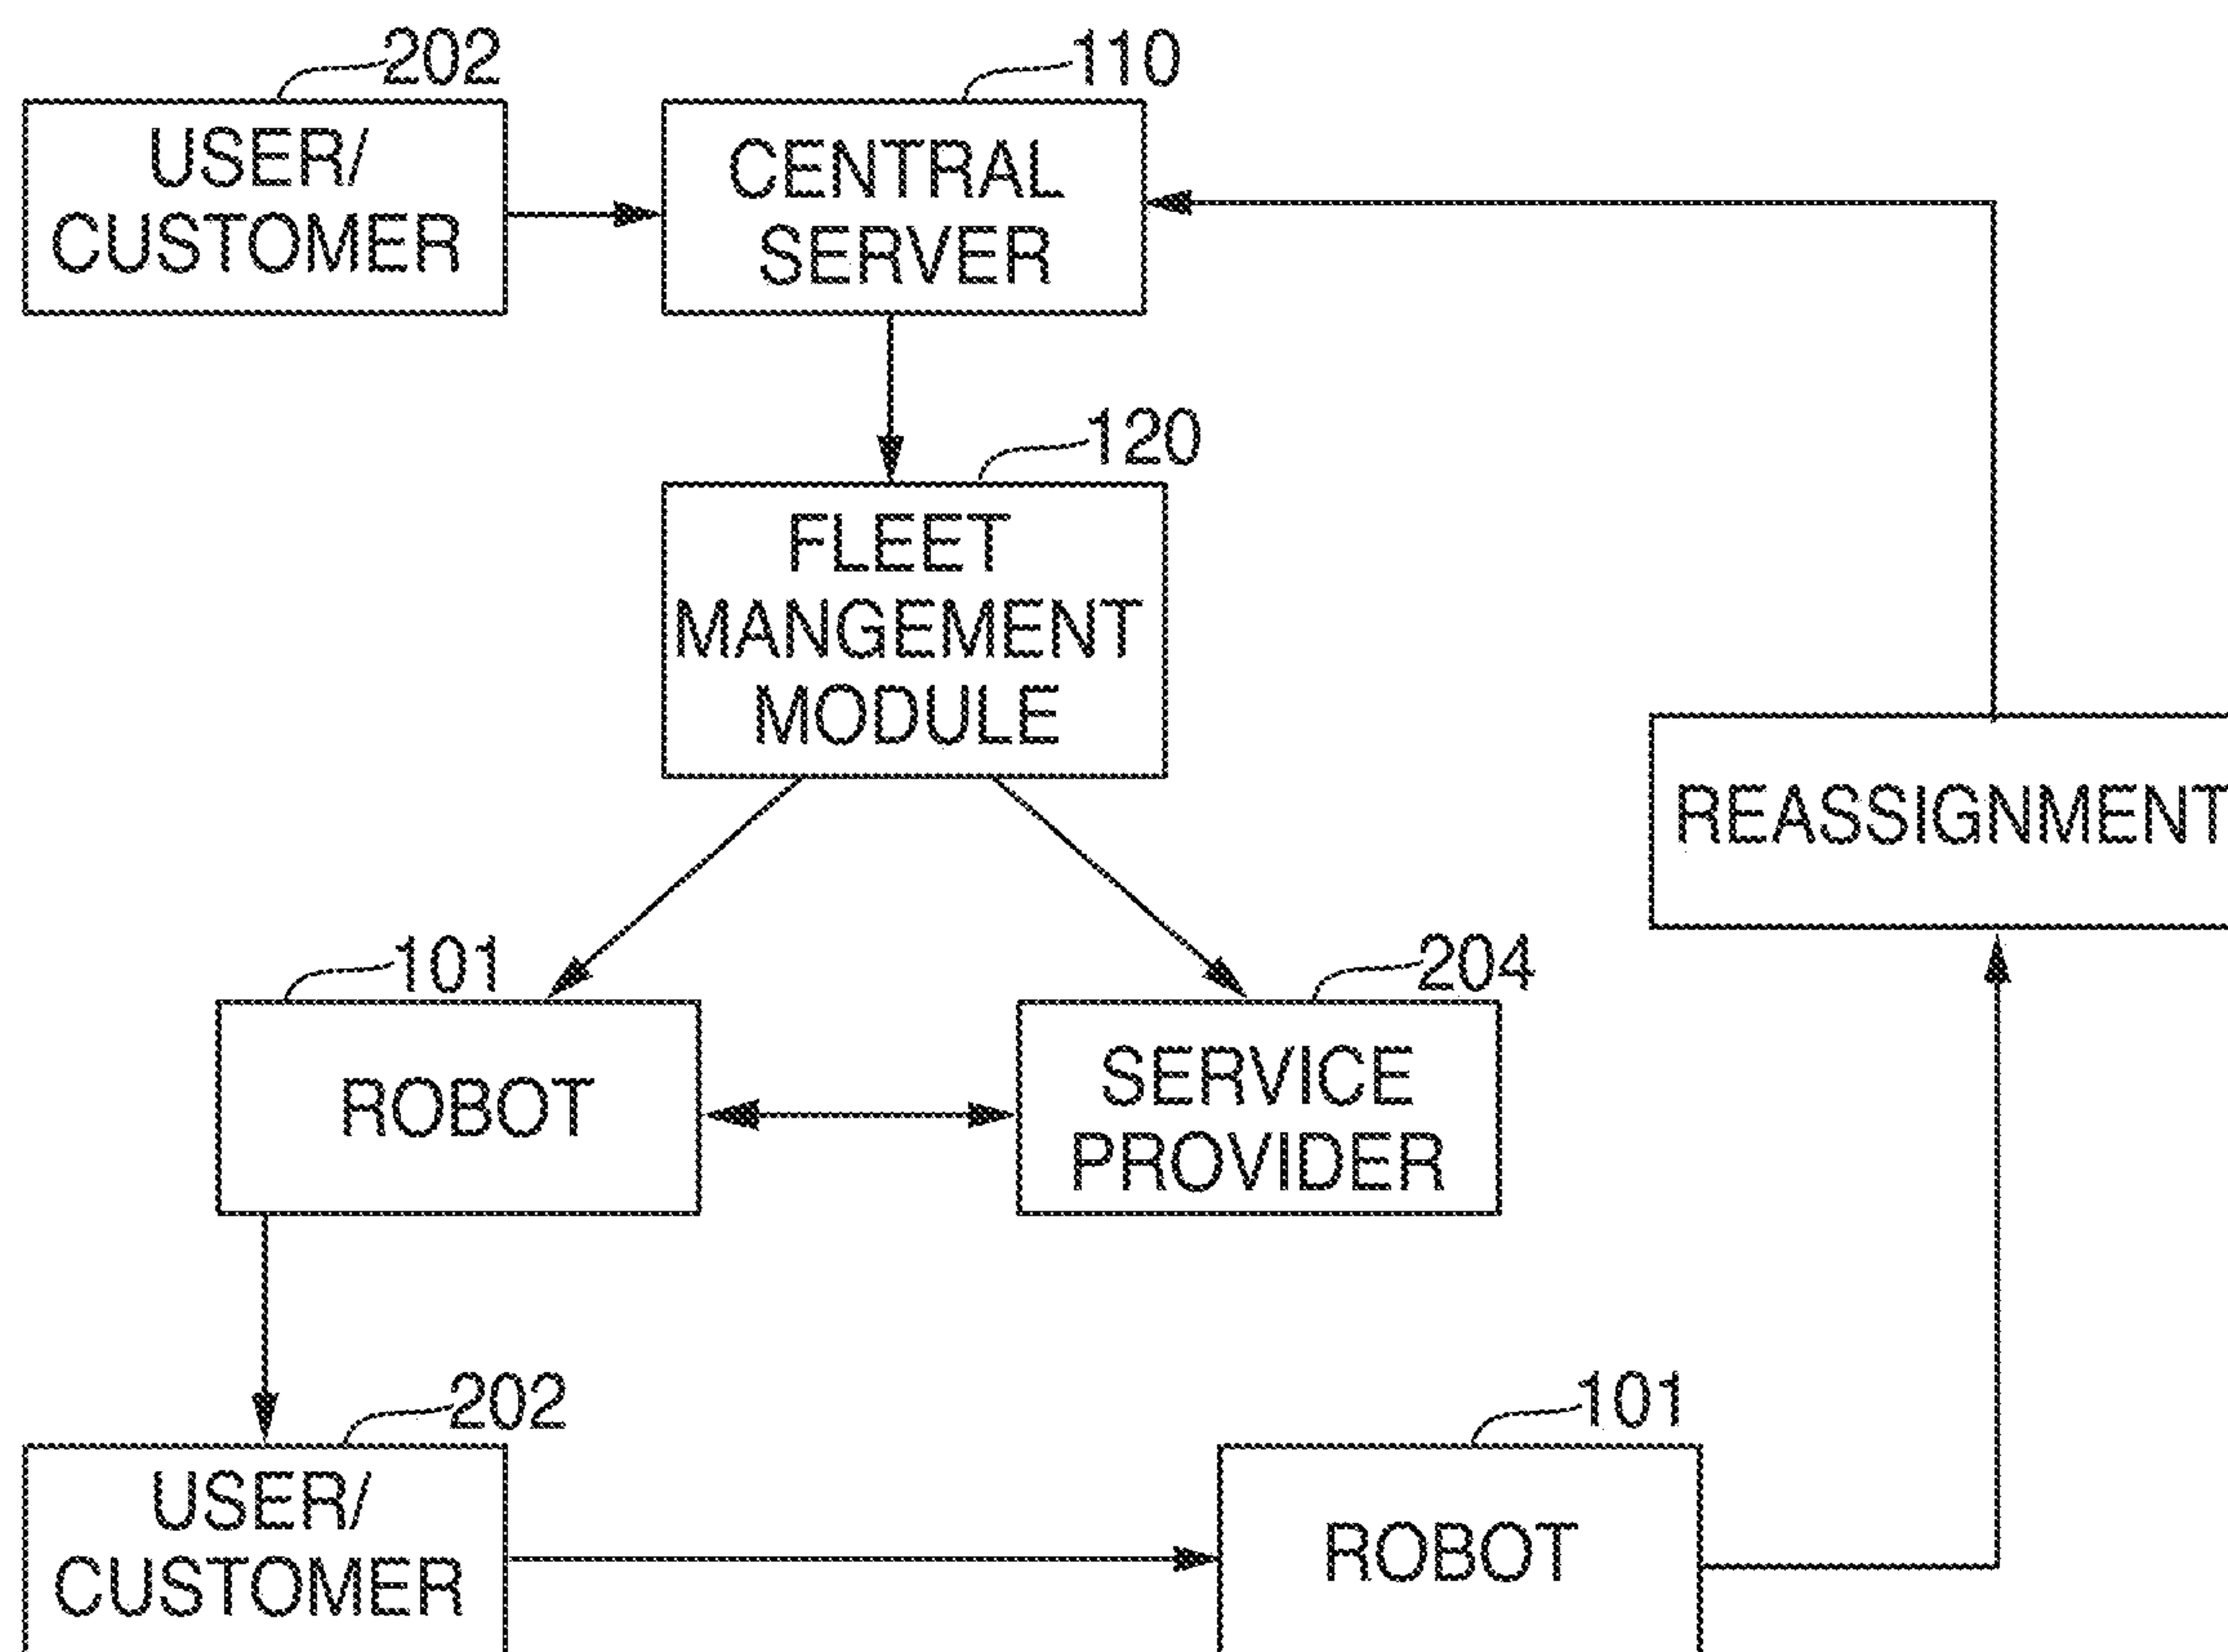 202
110
USER/
CUSTOMER
CENTRAL
SERVER
120
FLEET
MANGEMENT
MODULE
REASSIGNMENT
101
204
ROBOT
SERVICE
PROVIDER
202
101
USER/
CUSTOMER
ROBOT